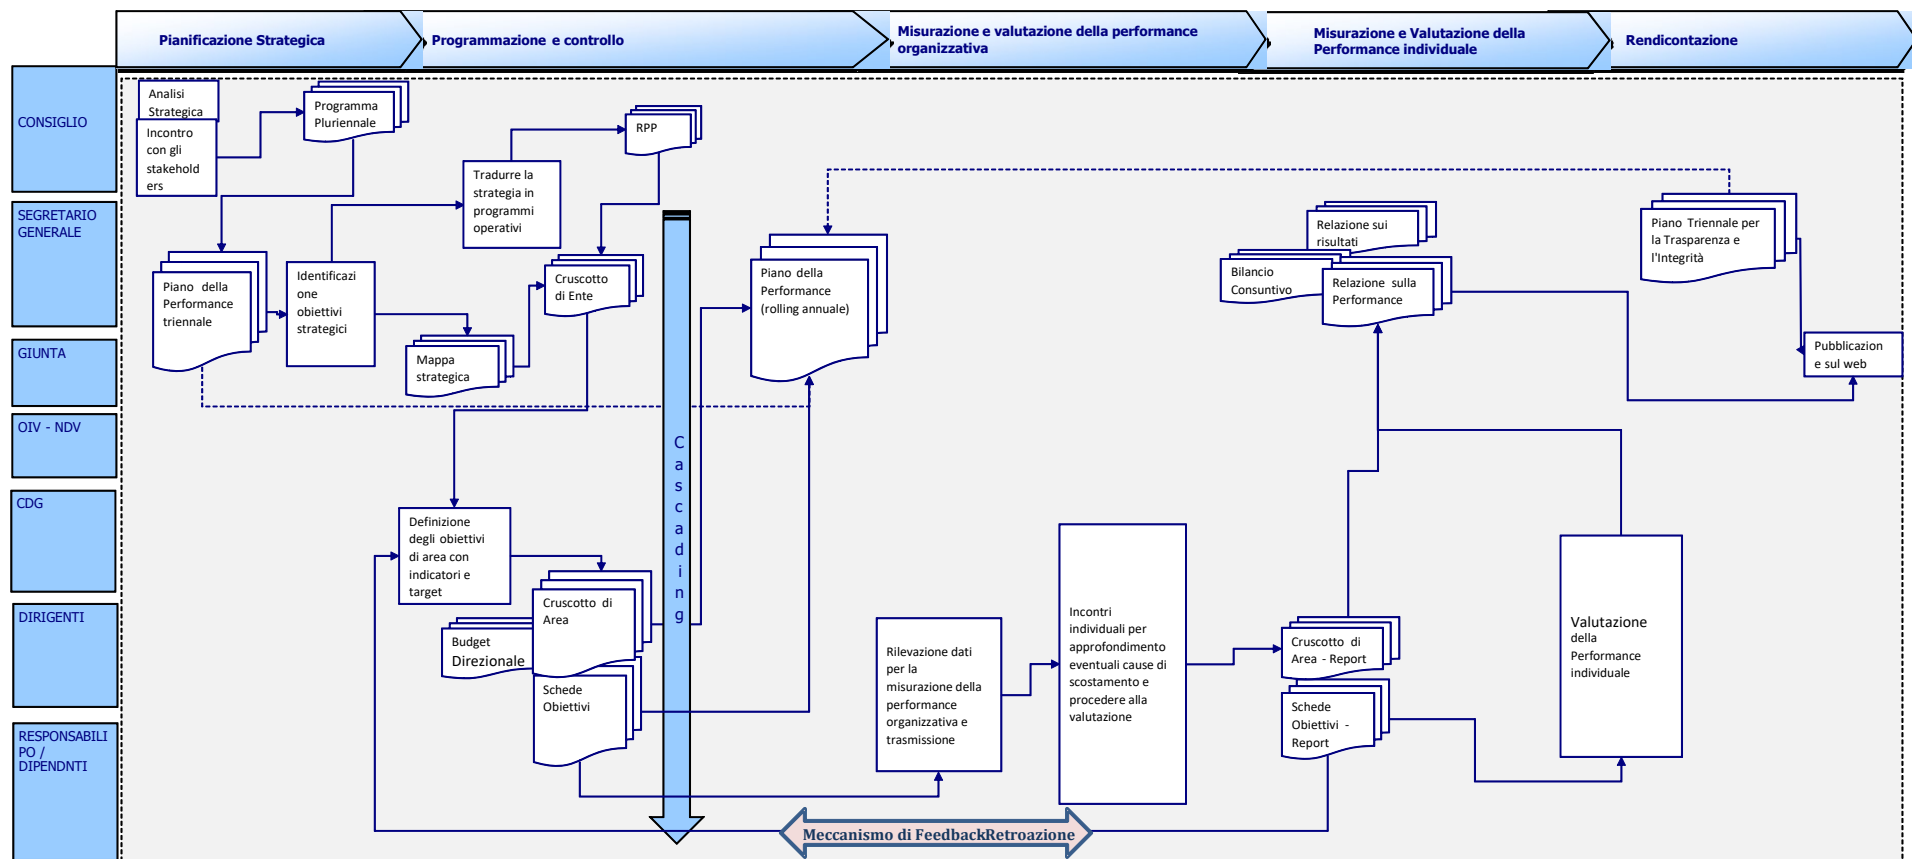 Pianificazione Strategica
Programmazione e controllo
Misurazione e valutazione della performance
organizzativa
Misurazione e Valutazione della
Performance individuale
Rendicontazione
CONSIGLIO
SEGRETARIO
GENERALE
GIUNTA
OIV - NDV
CDG
DIRIGENTI
RESPONSABILI
PO /
DIPENDNTI
Analisi
Strategica
Incontro
con gli
stakehold
ers
Programma
Pluriennale
Piano della
Performance
triennale
Identificazi
one
obiettivi
strategici
Tradurre la
strategia in
programmi
operativi
RPP
Mappa
strategica
Cruscotto
di Ente
Definizione
degli obiettivi
di area con
indicatori e
target
Cruscotto di
Area
Budget
Direzionale
Schede
Obiettivi
C
a
s
c
a
d
i
n
g
Piano della
Performance
(rolling annuale)
Rilevazione dati
per la
misurazione della
performance
organizzativa e
trasmissione
Incontri
individuali per
approfondimento
eventuali cause di
scostamento e
procedere alla
valutazione
Relazione sui
risultati
Bilancio
Consuntivo
Relazione sulla
Performance
Cruscotto di
Area - Report
Schede
Obiettivi -
Report
Valutazione
della
Performance
individuale
Piano Triennale per
la Trasparenza e
l'Integrità
Pubblicazion
e sul web
Meccanismo di FeedbackRetroazione